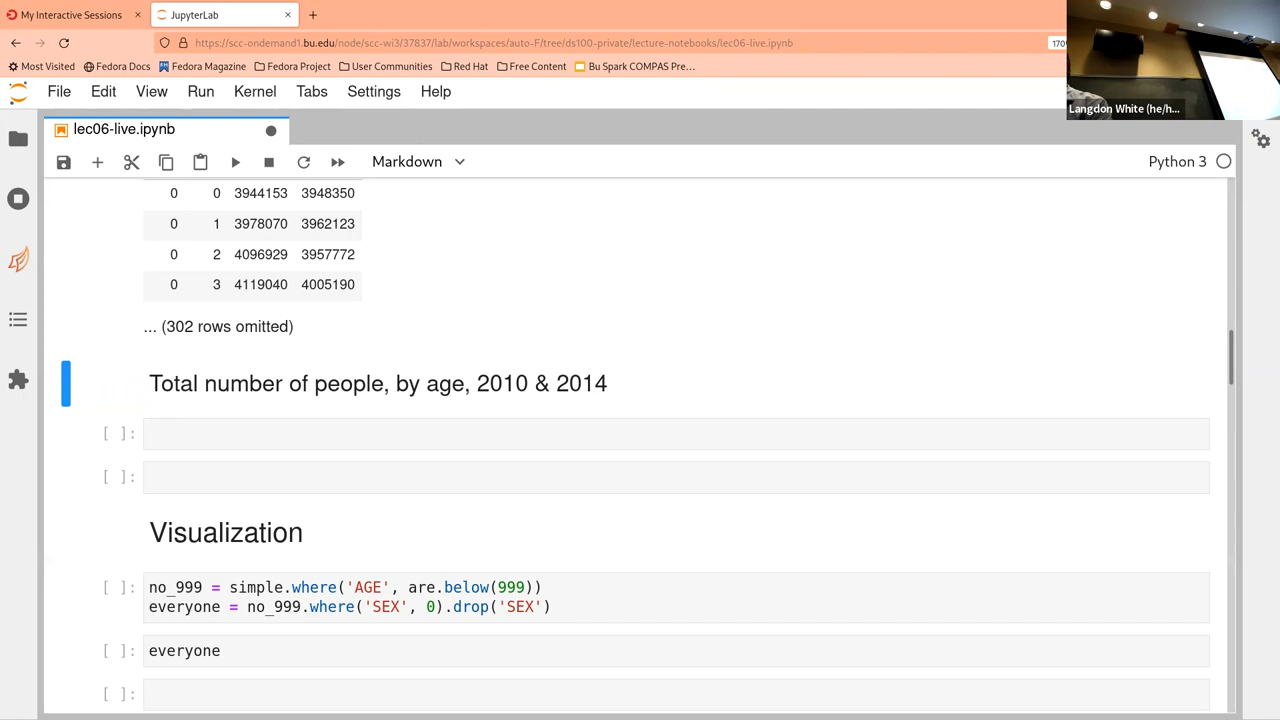 My Interactive Sessions
JupyterLab
https://scc-ondemand1.bu.edu/node/scc-wi3/37837/lab/workspaces/auto-F/tree/ds100-private/lecture-notebooks/lec06-live.ipynb
170
Most Visited Fedora Docs Fedora Magazine Fedora Project User Communities Red Hat Free Content Bu Spark COMPAS Pre…
Langdon White (he/h...
File Edit View Run Kernel Tabs Settings Help
lec06-live.ipynb
Markdown Python 3
0 0 3944153 3948350
0 1 3978070 3962123
0 2 4096929 3957772
0 3 4119040 4005190
... (302 rows omitted)
Total number of people, by age, 2010 & 2014
[ ]:
[ ]:
Visualization
[ ]: no_999 = simple.where('AGE', are.below(999))
everyone = no_999.where('SEX', 0).drop('SEX')
[ ]: everyone
[ ]: